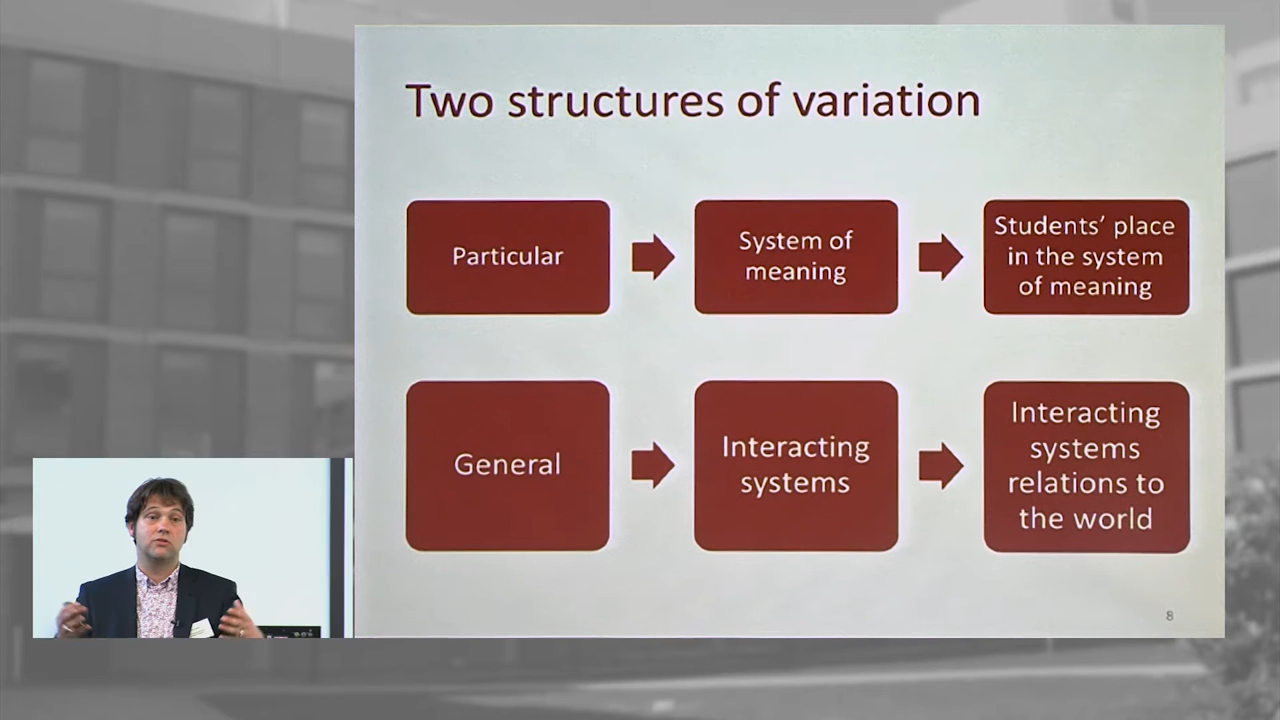 Two structures of variation
Particular
System of
meaning
Students’ place
in the system
of meaning
General
Interacting
systems
Interacting
systems
relations to
the world
8